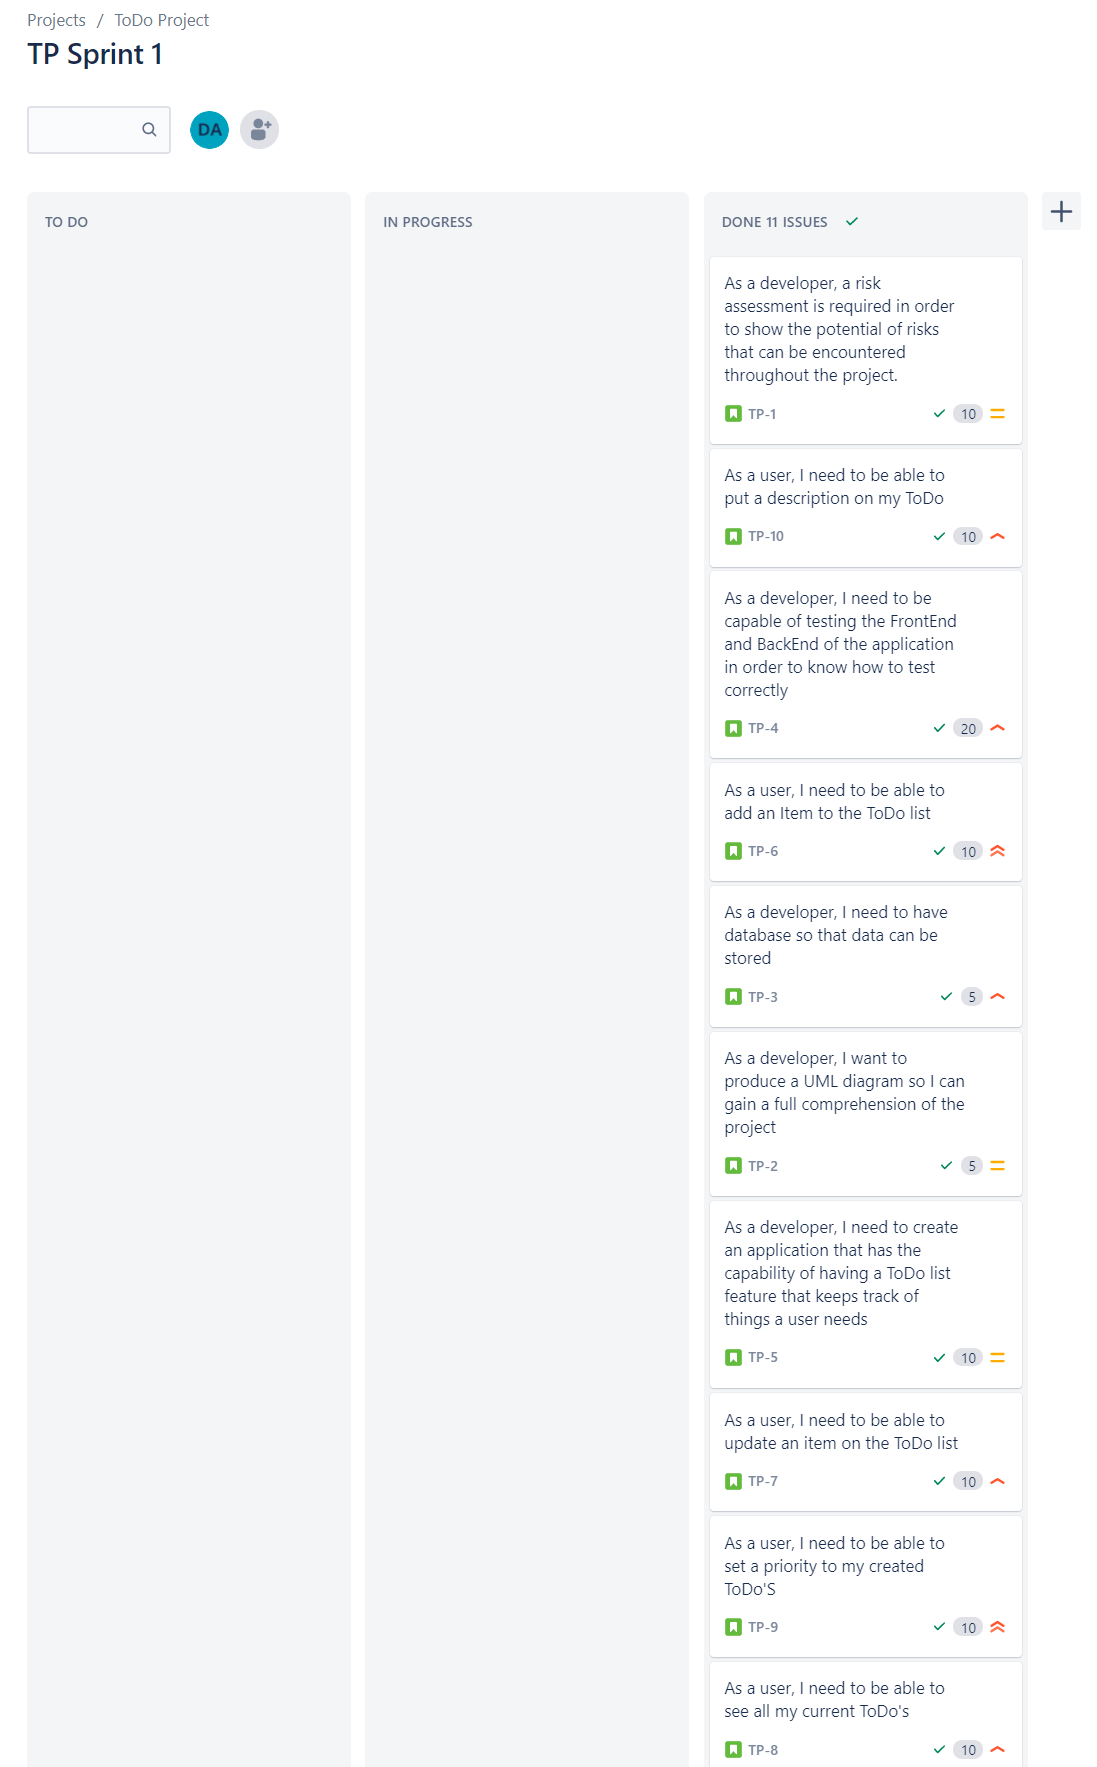 Projects / ToDo Project
TP Sprint 1
DA
TO DO
IN PROGRESS
DONE 11 ISSUES
As a developer, a risk
assessment is required in order
to show the potential of risks
that can be encountered
throughout the project.
TP-1 10
As a user, I need to be able to
put a description on my ToDo
TP-10 10
As a developer, I need to be
capable of testing the FrontEnd
and BackEnd of the application
in order to know how to test
correctly
TP-4 20
As a user, I need to be able to
add an Item to the ToDo list
TP-6 10
As a developer, I need to have
database so that data can be
stored
TP-3 5
As a developer, I want to
produce a UML diagram so I can
gain a full comprehension of the
project
TP-2 5
As a developer, I need to create
an application that has the
capability of having a ToDo list
feature that keeps track of
things a user needs
TP-5 10
As a user, I need to be able to
update an item on the ToDo list
TP-7 10
As a user, I need to be able to
set a priority to my created
ToDo'S
TP-9 10
As a user, I need to be able to
see all my current ToDo's
TP-8 10